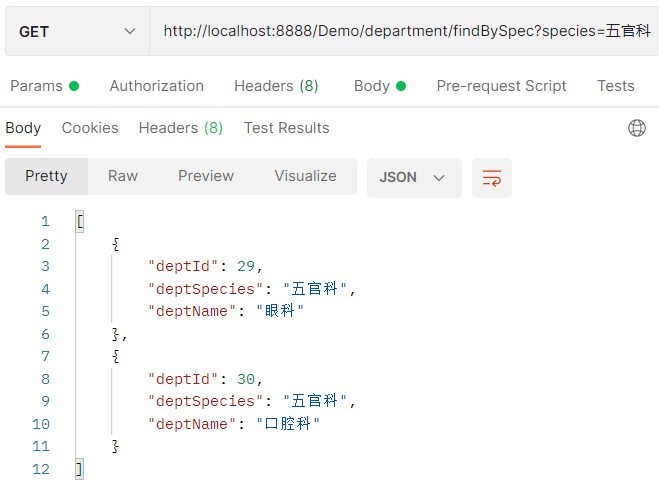 GET http://localhost:8888/Demo/department/findBySpec?species=五官科
Params Authorization Headers (8) Body Pre-request Script Tests
Body Cookies Headers (8) Test Results
Pretty Raw Preview Visualize JSON
1 [
2 {
3 "deptId": 29,
4 "deptSpecies": "五官科",
5 "deptName": "眼科"
6 },
7 {
8 "deptId": 30,
9 "deptSpecies": "五官科",
10 "deptName": "口腔科"
11 }
12 ]